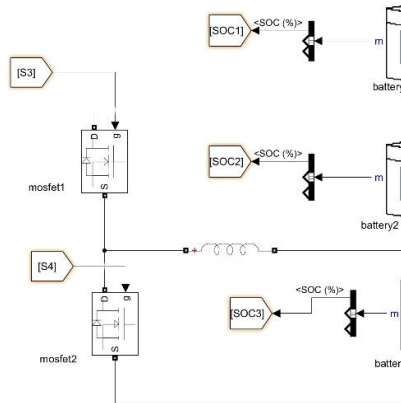 [SOC1]
<SOC (%)>
m
battery
[S3]
D
g
S
mosfet1
[SOC2]
<SOC (%)>
m
battery2
+
[S4]
D
g
S
mosfet2
[SOC3]
<SOC (%)>
m
batter